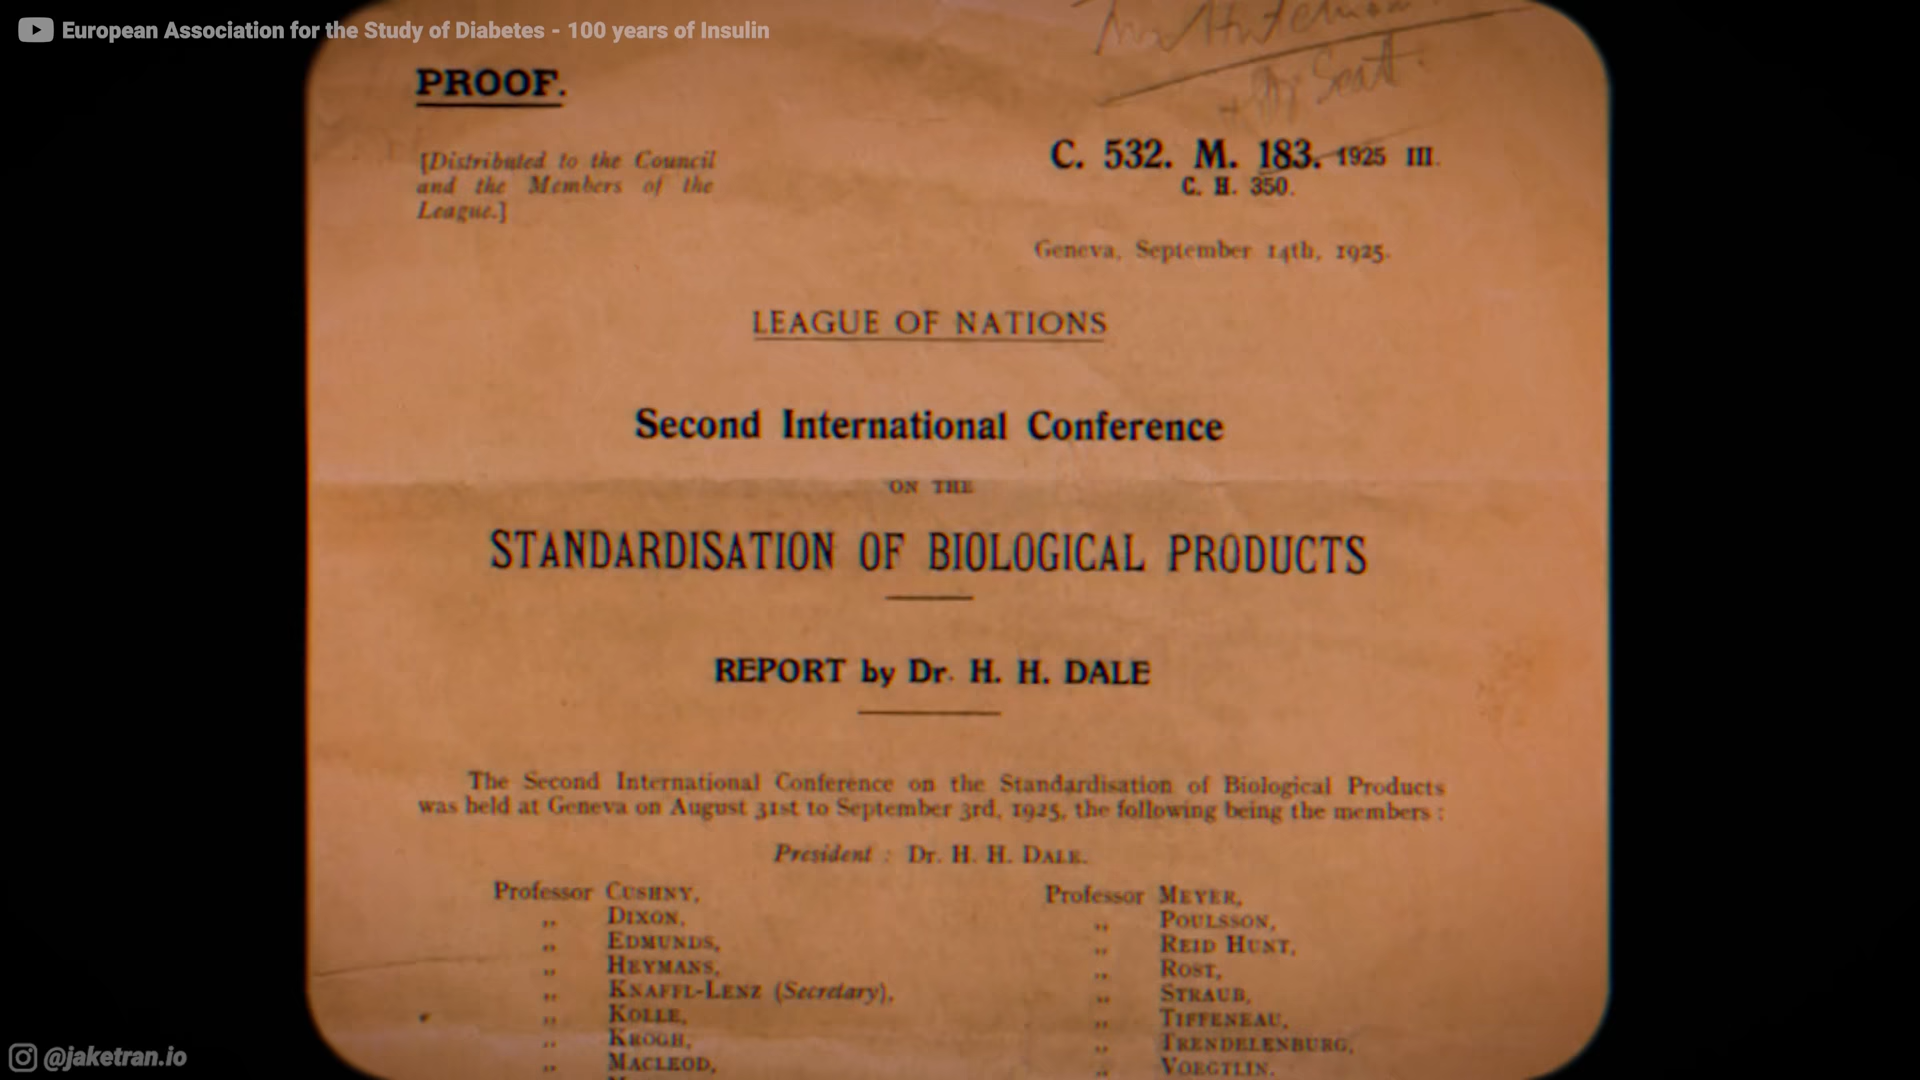 European Association for the Study of Diabetes - 100 years of Insulin
PROOF.
[Distributed to the Council
and the Members of the
League.]
C. 532. M. 183. 1925 III.
C. H. 350.
Geneva, September 14th, 1925.
LEAGUE OF NATIONS
Second International Conference
ON THE
STANDARDISATION OF BIOLOGICAL PRODUCTS
REPORT by Dr. H. H. DALE
The Second International Conference on the Standardisation of Biological Products
was held at Geneva on August 31st to September 3rd, 1925, the following being the members :
President : Dr. H. H. DALE.
Professor CUSHNY,
,, DIXON,
,, EDMUNDS,
,, HEYMANS,
,, KNAFFL-LENZ (Secretary),
,, KOLLE,
,, KROGH,
,, MACLEOD,
Professor MEYER,
,, POULSSON,
,, REID HUNT,
,, ROST,
,, STRAUB,
,, TIFFENEAU,
,, TRENDELENBURG,
,, VOEGTLIN.
@jaketran.io